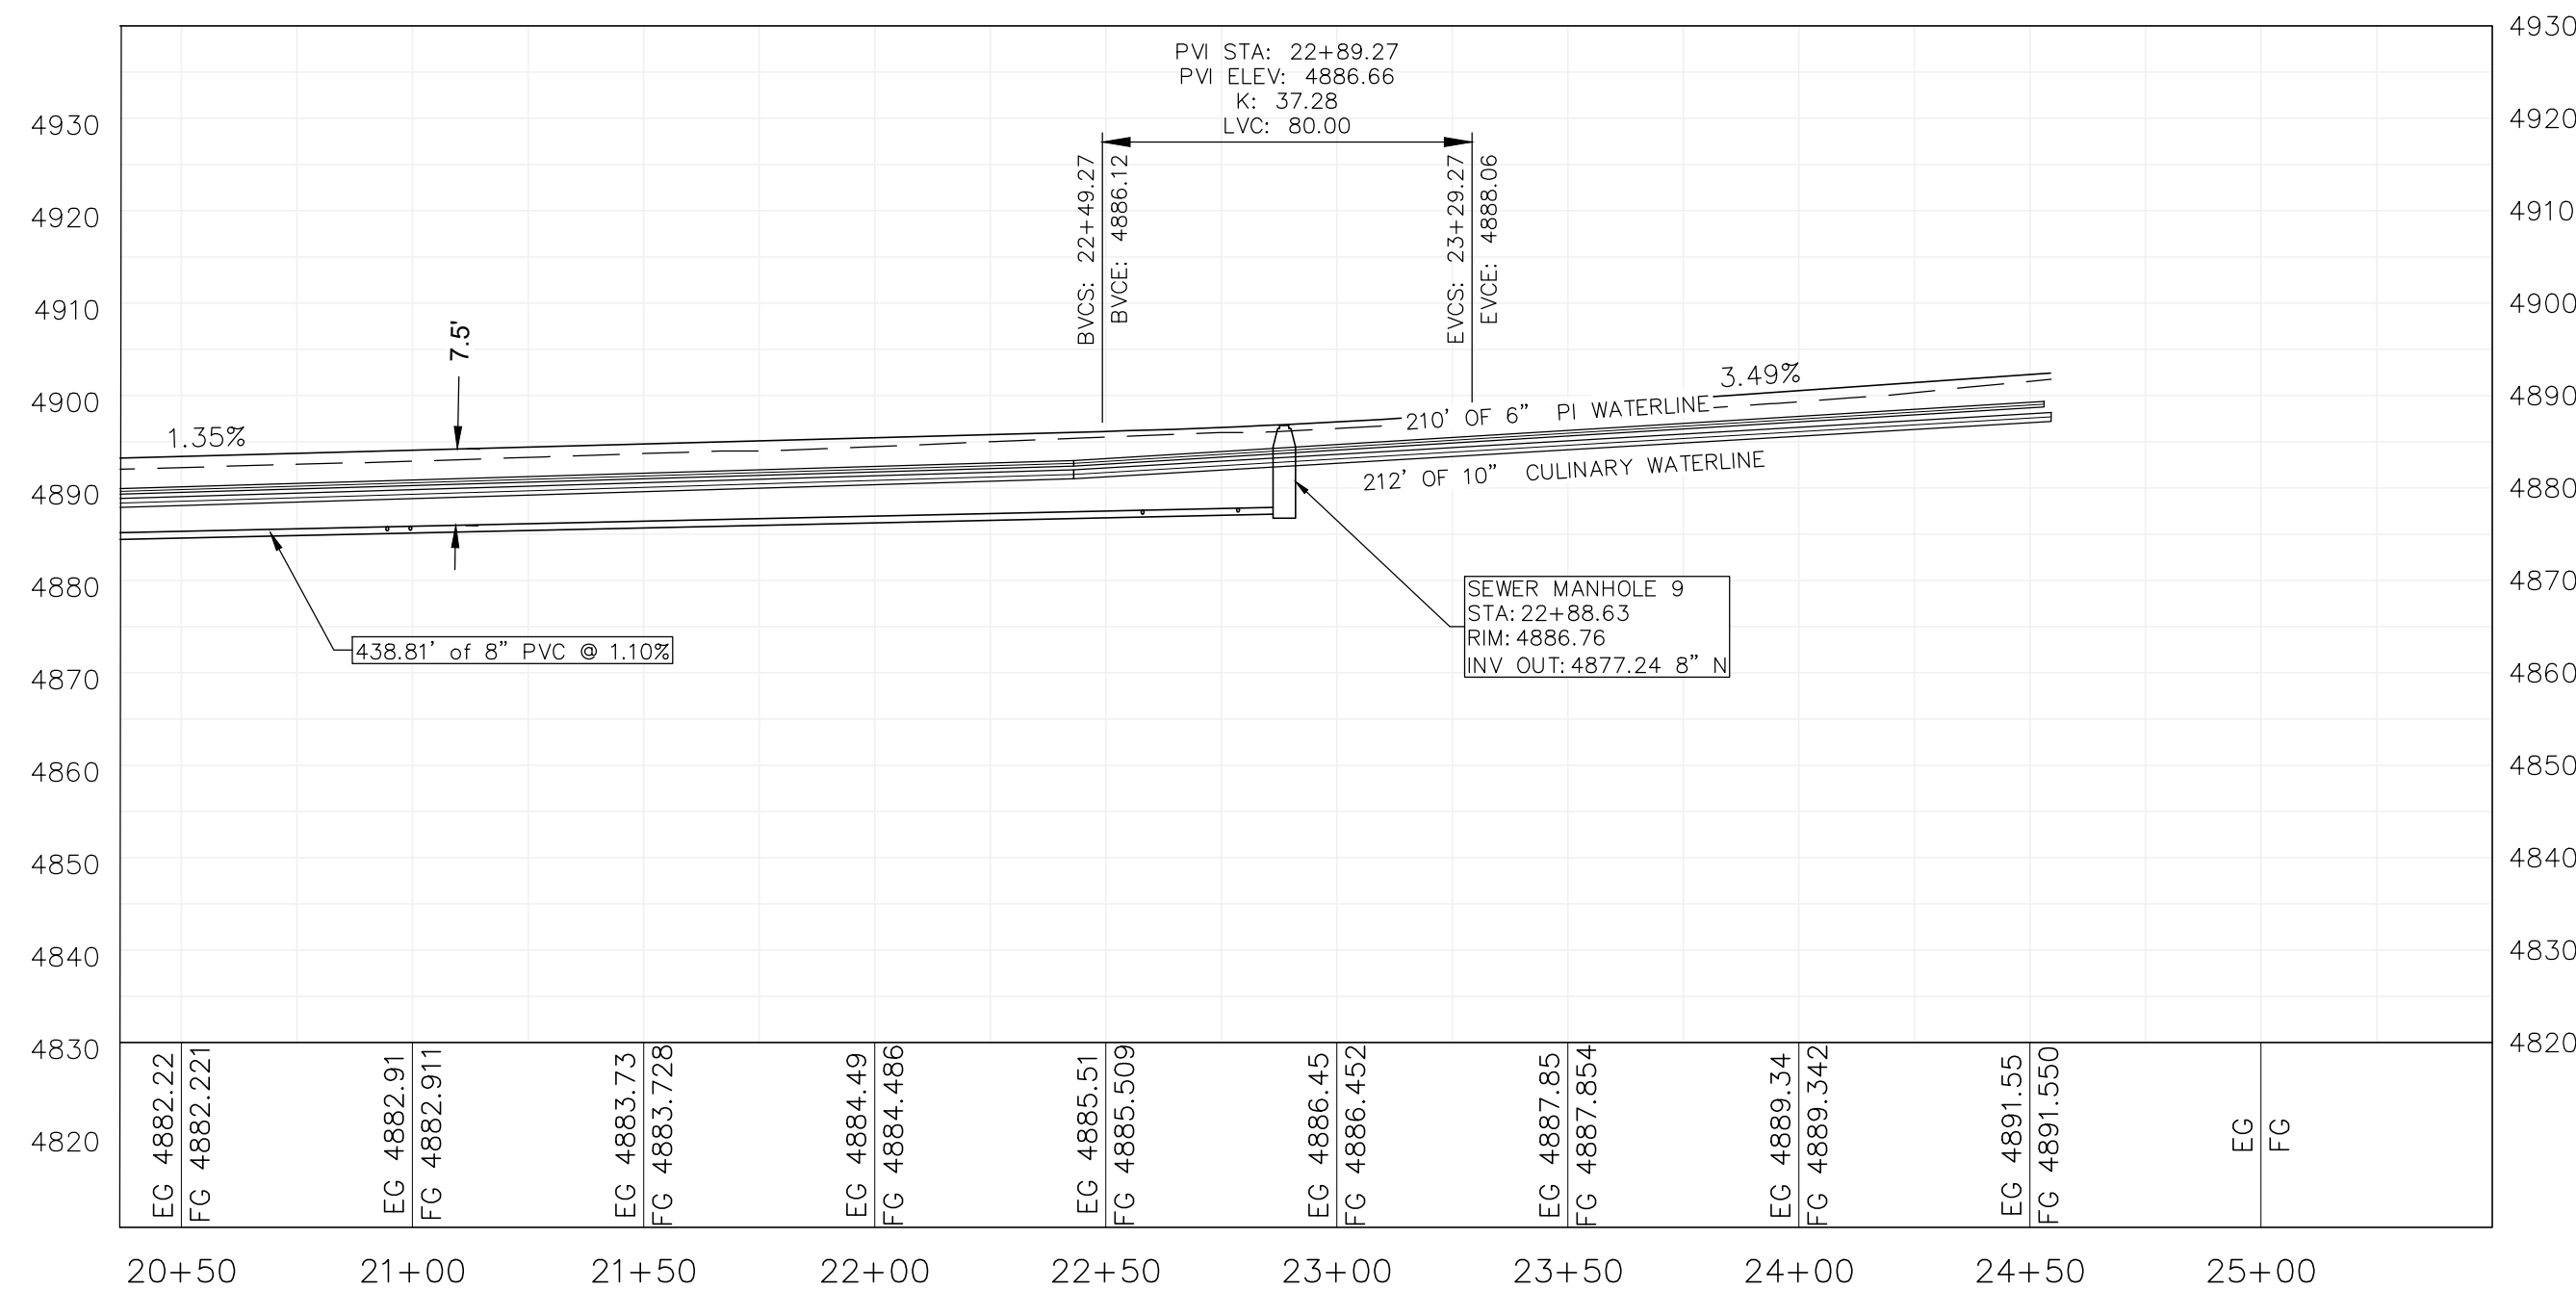 PVI STA: 22+89.27
PVI ELEV: 4886.66
K: 37.28
LVC: 80.00
BVCS: 22+49.27
BVCE: 4886.12
EVCS: 23+29.27
EVCE: 4888.06
4930
4920
4910
4900
4890
4880
4870
4860
4850
4840
4830
4820
4930
4920
4910
4900
4890
4880
4870
4860
4850
4840
4830
4820
7.5'
1.35%
3.49%
210' OF 6" PI WATERLINE
212' OF 10" CULINARY WATERLINE
438.81' of 8" PVC @ 1.10%
SEWER MANHOLE 9
STA: 22+88.63
RIM: 4886.76
INV OUT: 4877.24 8" N
EG 4882.22
FG 4882.221
EG 4882.91
FG 4882.911
EG 4883.73
FG 4883.728
EG 4884.49
FG 4884.486
EG 4885.51
FG 4885.509
EG 4886.45
FG 4886.452
EG 4887.85
FG 4887.854
EG 4889.34
FG 4889.342
EG 4891.55
FG 4891.550
EG
FG
20+50 21+00 21+50 22+00 22+50 23+00 23+50 24+00 24+50 25+00